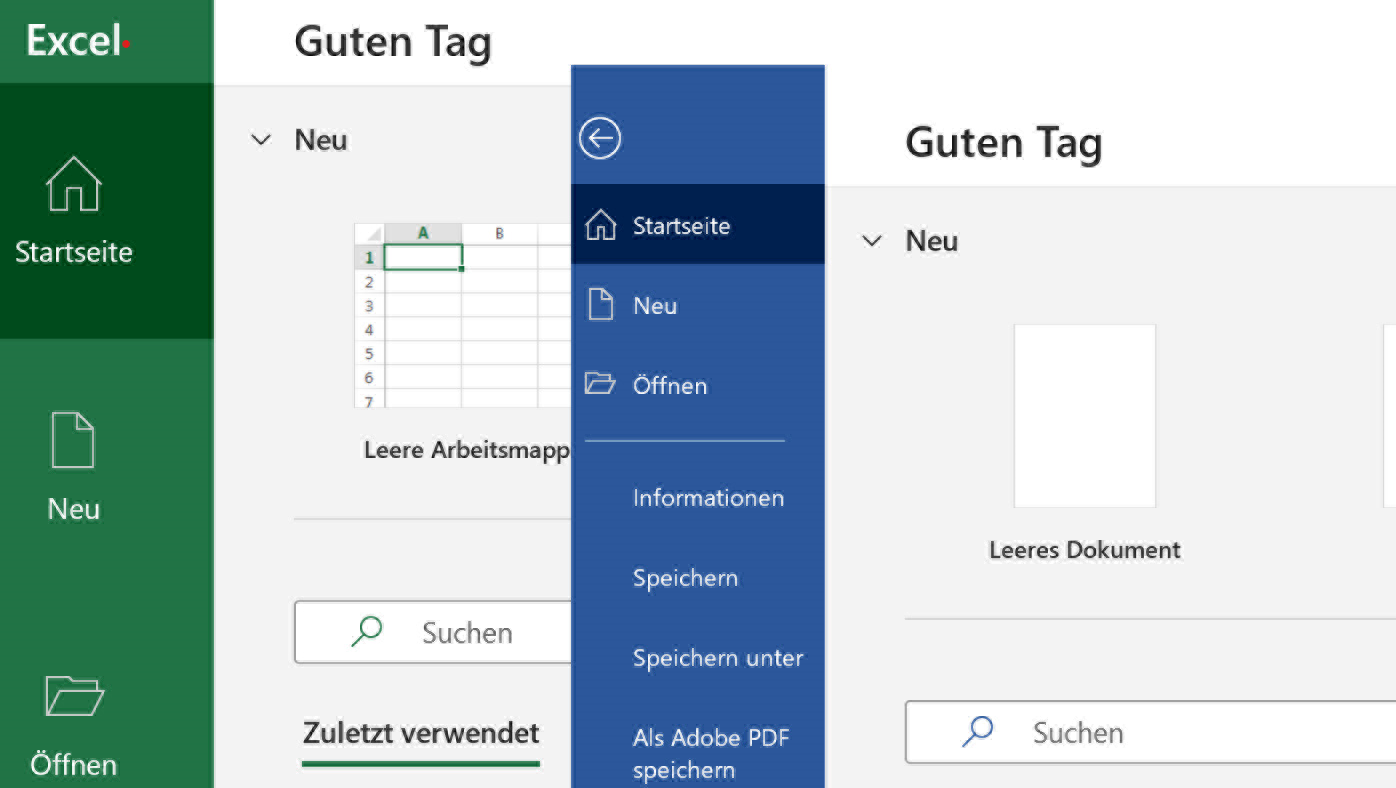 Excel
Startseite
Neu
Öffnen
Guten Tag
Neu
A B
1
2
3
4
5
6
7
Leere Arbeitsmapp
Suchen
Zuletzt verwendet
Startseite
Neu
Öffnen
Informationen
Speichern
Speichern unter
Als Adobe PDF
speichern
Guten Tag
Neu
Leeres Dokument
Suchen